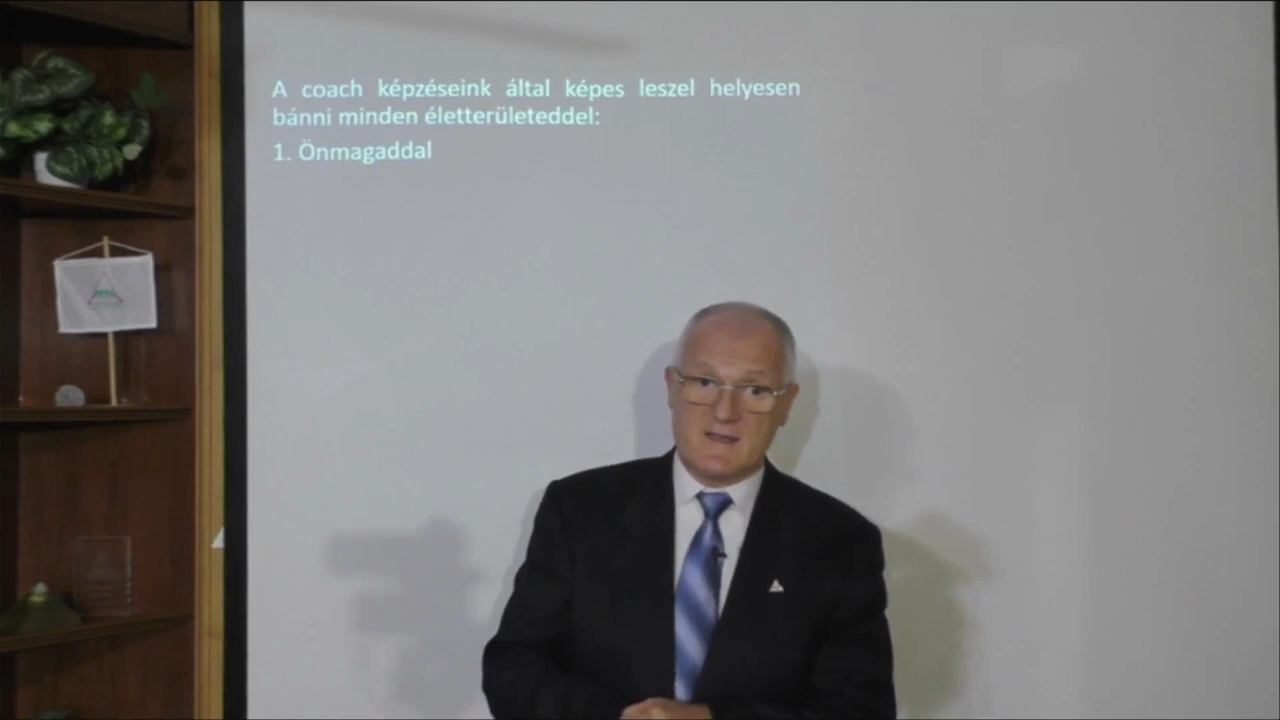 A coach képzéseink által képes leszel helyesen
bánni minden életterületeddel:
1. Önmagaddal